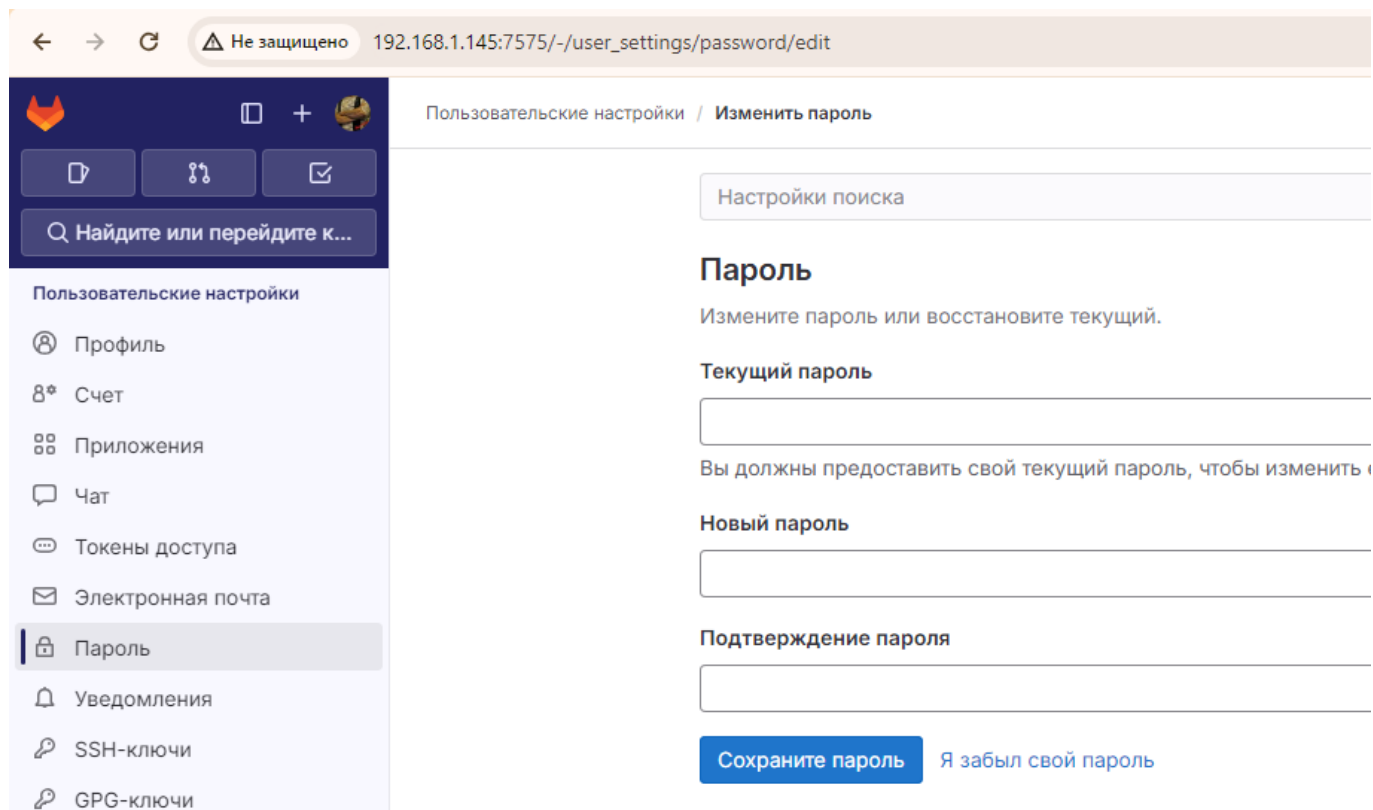 Не защищено 192.168.1.145:7575/-/user_settings/password/edit
Пользовательские настройки / Изменить пароль
Найдите или перейдите к...
Пользовательские настройки
Профиль
Счет
Приложения
Чат
Токены доступа
Электронная почта
Пароль
Уведомления
SSH-ключи
GPG-ключи
Настройки поиска
Пароль
Измените пароль или восстановите текущий.
Текущий пароль
Вы должны предоставить свой текущий пароль, чтобы изменить
Новый пароль
Подтверждение пароля
Сохраните пароль Я забыл свой пароль